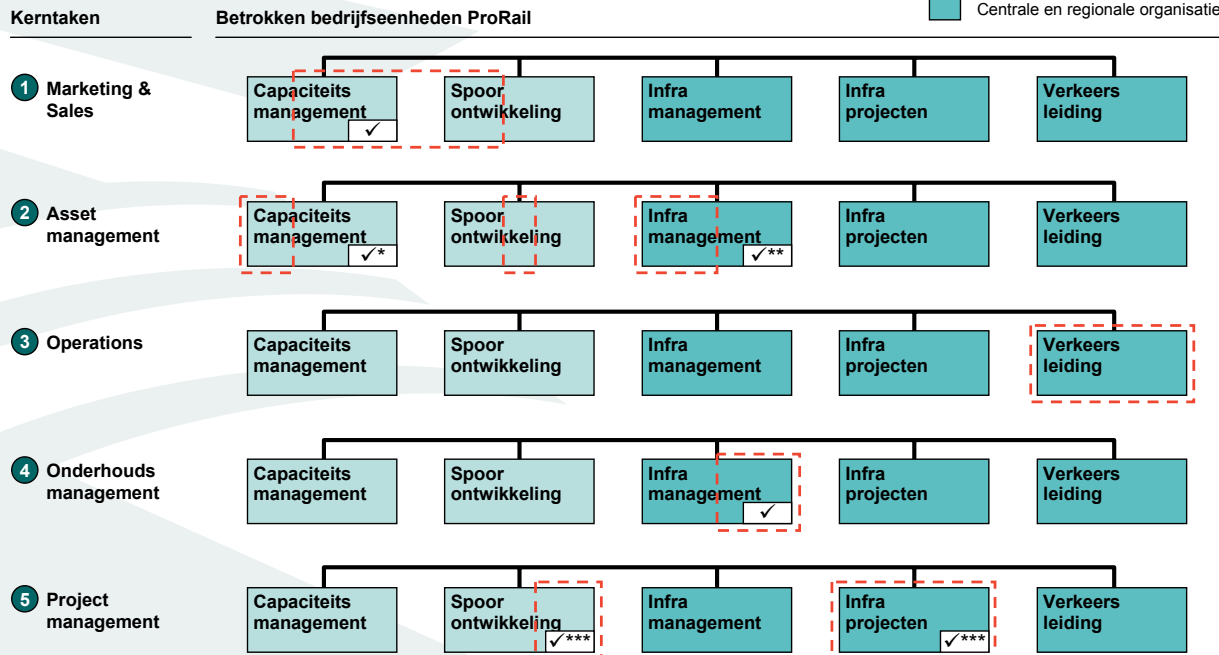 Kerntaken
Betrokken bedrijfseenheden ProRail
Centrale en regionale organisatie
1 Marketing &
Sales
Capaciteits
management
✓
Spoor
ontwikkeling
Infra
management
Infra
projecten
Verkeers
leiding
2 Asset
management
Capaciteits
management
✓*
Spoor
ontwikkeling
Infra
management
✓**
Infra
projecten
Verkeers
leiding
3 Operations
Capaciteits
management
Spoor
ontwikkeling
Infra
management
Infra
projecten
Verkeers
leiding
4 Onderhouds
management
Capaciteits
management
Spoor
ontwikkeling
Infra
management
✓
Infra
projecten
Verkeers
leiding
5 Project
management
Capaciteits
management
Spoor
ontwikkeling
✓***
Infra
management
Infra
projecten
✓***
Verkeers
leiding